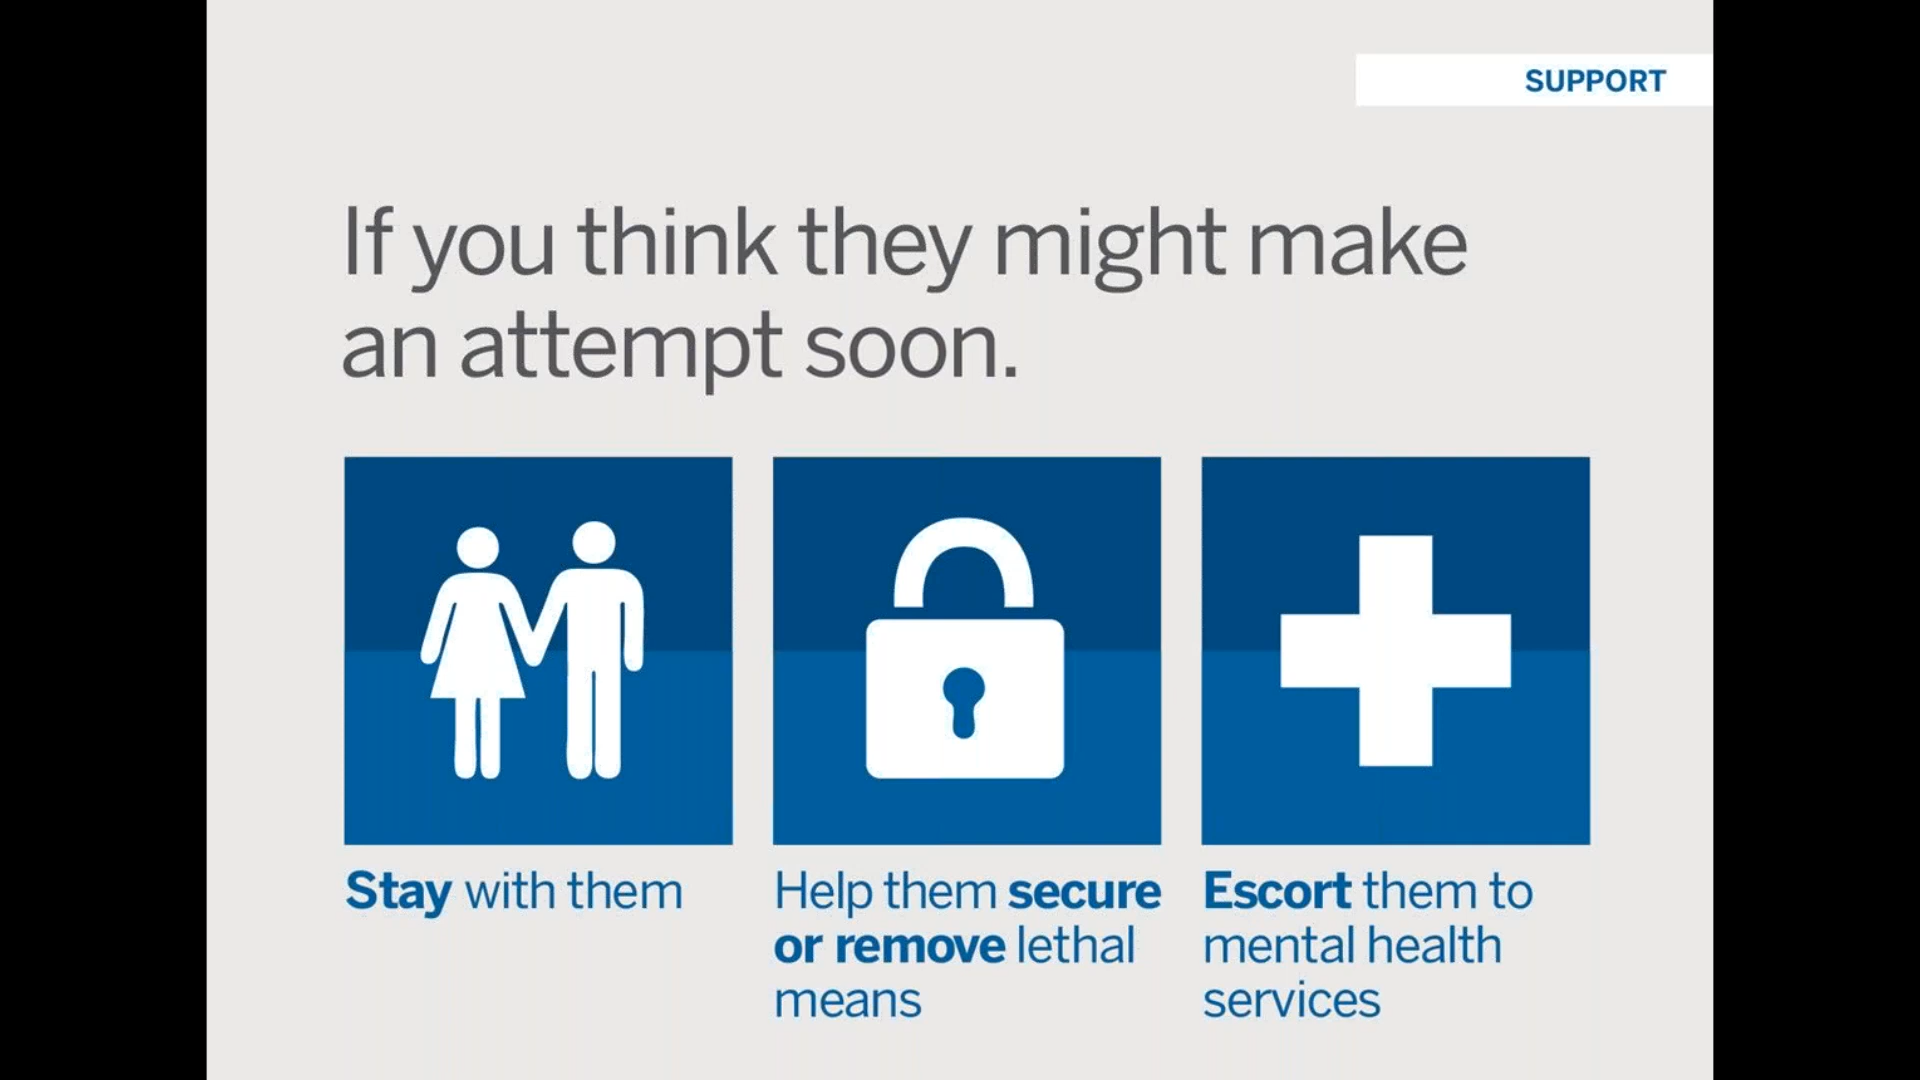 SUPPORT
If you think they might make
an attempt soon.
Stay with them
Help them secure
or remove lethal
means
Escort them to
mental health
services